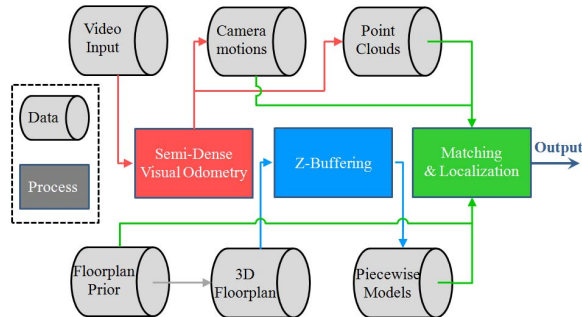 Video
Input
Camera
motions
Point
Clouds
Data
Process
Semi-Dense
Visual Odometry
Z-Buffering
Matching
& Localization
Output
Floorplan
Prior
3D
Floorplan
Piecewise
Models